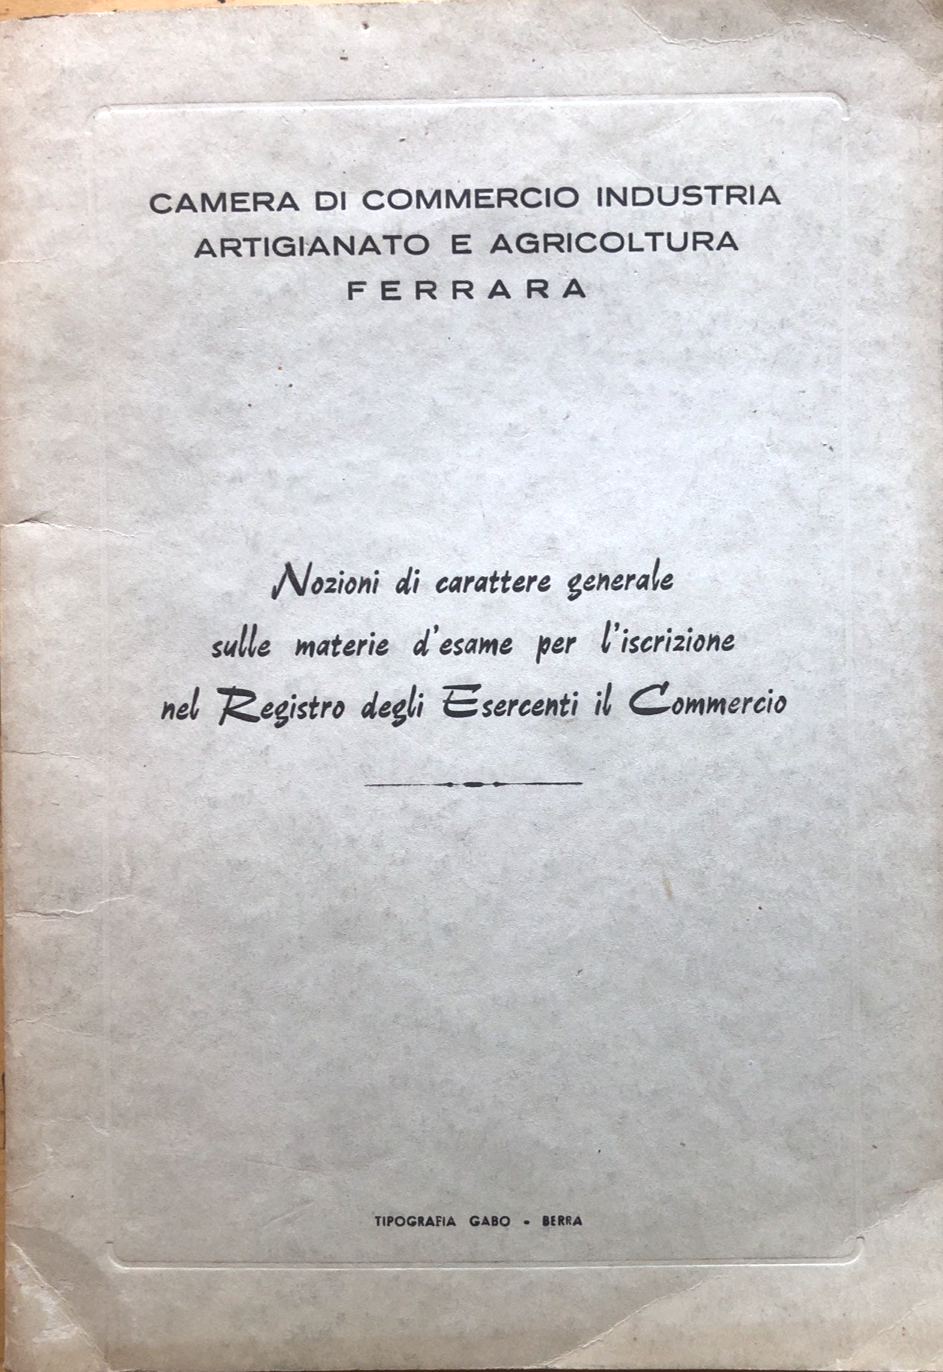 CAMERA DI COMMERCIO INDUSTRIA
ARTIGIANATO E AGRICOLTURA
FERRARA
Nozioni di carattere generale
sulle materie d'esame per l'iscrizione
nel Registro degli Esercenti il Commercio
TIPOGRAFIA GABO - BERRA